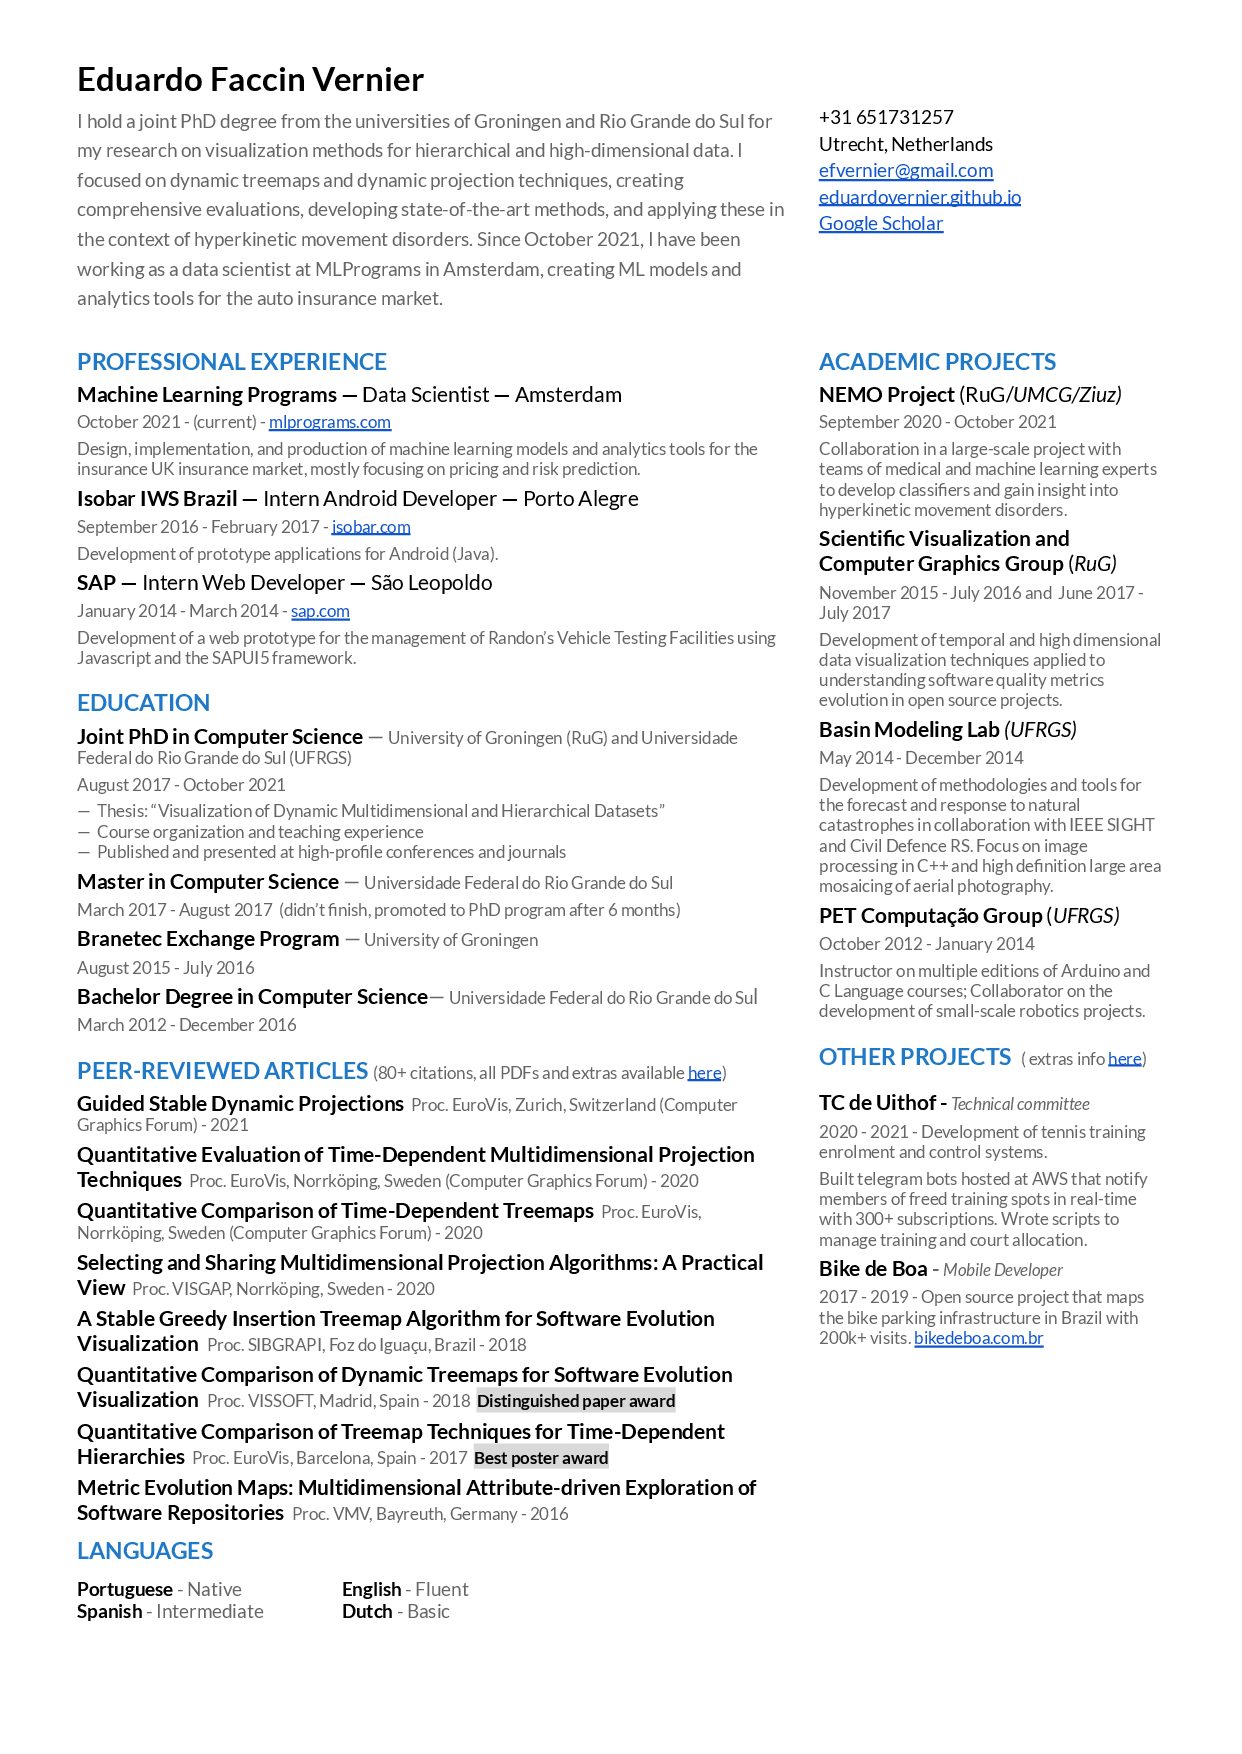 Eduardo Faccin Vernier
I hold a joint PhD degree from the universities of Groningen and Rio Grande do Sul for
my research on visualization methods for hierarchical and high-dimensional data. I
focused on dynamic treemaps and dynamic projection techniques, creating
comprehensive evaluations, developing state-of-the-art methods, and applying these in
the context of hyperkinetic movement disorders. Since October 2021, I have been
working as a data scientist at MLPrograms in Amsterdam, creating ML models and
analytics tools for the auto insurance market.
+31 651731257
Utrecht, Netherlands
efvernier@gmail.com
eduardovernier.github.io
Google Scholar
PROFESSIONAL EXPERIENCE
Machine Learning Programs — Data Scientist — Amsterdam
October 2021 - (current) - mlprograms.com
Design, implementation, and production of machine learning models and analytics tools for the
insurance UK insurance market, mostly focusing on pricing and risk prediction.
Isobar IWS Brazil — Intern Android Developer — Porto Alegre
September 2016 - February 2017 - isobar.com
Development of prototype applications for Android (Java).
SAP — Intern Web Developer — São Leopoldo
January 2014 - March 2014 - sap.com
Development of a web prototype for the management of Randon's Vehicle Testing Facilities using
Javascript and the SAPUI5 framework.
EDUCATION
Joint PhD in Computer Science — University of Groningen (RuG) and Universidade
Federal do Rio Grande do Sul (UFRGS)
August 2017 - October 2021
— Thesis: “Visualization of Dynamic Multidimensional and Hierarchical Datasets”
— Course organization and teaching experience
— Published and presented at high-profile conferences and journals
Master in Computer Science — Universidade Federal do Rio Grande do Sul
March 2017 - August 2017 (didn't finish, promoted to PhD program after 6 months)
Branetec Exchange Program — University of Groningen
August 2015 - July 2016
Bachelor Degree in Computer Science— Universidade Federal do Rio Grande do Sul
March 2012 - December 2016
PEER-REVIEWED ARTICLES (80+ citations, all PDFs and extras available here)
Guided Stable Dynamic Projections Proc. EuroVis, Zurich, Switzerland (Computer
Graphics Forum) - 2021
Quantitative Evaluation of Time-Dependent Multidimensional Projection
Techniques Proc. EuroVis, Norrköping, Sweden (Computer Graphics Forum) - 2020
Quantitative Comparison of Time-Dependent Treemaps Proc. EuroVis,
Norrköping, Sweden (Computer Graphics Forum) - 2020
Selecting and Sharing Multidimensional Projection Algorithms: A Practical
View Proc. VISGAP, Norrköping, Sweden - 2020
A Stable Greedy Insertion Treemap Algorithm for Software Evolution
Visualization Proc. SIBGRAPI, Foz do Iguaçu, Brazil - 2018
Quantitative Comparison of Dynamic Treemaps for Software Evolution
Visualization Proc. VISSOFT, Madrid, Spain - 2018 Distinguished paper award
Quantitative Comparison of Treemap Techniques for Time-Dependent
Hierarchies Proc. EuroVis, Barcelona, Spain - 2017 Best poster award
Metric Evolution Maps: Multidimensional Attribute-driven Exploration of
Software Repositories Proc. VMV, Bayreuth, Germany - 2016
LANGUAGES
Portuguese - Native English - Fluent
Spanish - Intermediate Dutch - Basic
ACADEMIC PROJECTS
NEMO Project (RuG/UMCG/Ziuz)
September 2020 - October 2021
Collaboration in a large-scale project with
teams of medical and machine learning experts
to develop classifiers and gain insight into
hyperkinetic movement disorders.
Scientific Visualization and
Computer Graphics Group (RuG)
November 2015 - July 2016 and June 2017 -
July 2017
Development of temporal and high dimensional
data visualization techniques applied to
understanding software quality metrics
evolution in open source projects.
Basin Modeling Lab (UFRGS)
May 2014 - December 2014
Development of methodologies and tools for
the forecast and response to natural
catastrophes in collaboration with IEEE SIGHT
and Civil Defence RS. Focus on image
processing in C++ and high definition large area
mosaicing of aerial photography.
PET Computação Group (UFRGS)
October 2012 - January 2014
Instructor on multiple editions of Arduino and
C Language courses; Collaborator on the
development of small-scale robotics projects.
OTHER PROJECTS ( extras info here)
TC de Uithof - Technical committee
2020 - 2021 - Development of tennis training
enrolment and control systems.
Built telegram bots hosted at AWS that notify
members of freed training spots in real-time
with 300+ subscriptions. Wrote scripts to
manage training and court allocation.
Bike de Boa - Mobile Developer
2017 - 2019 - Open source project that maps
the bike parking infrastructure in Brazil with
200k+ visits. bikedeboa.com.br